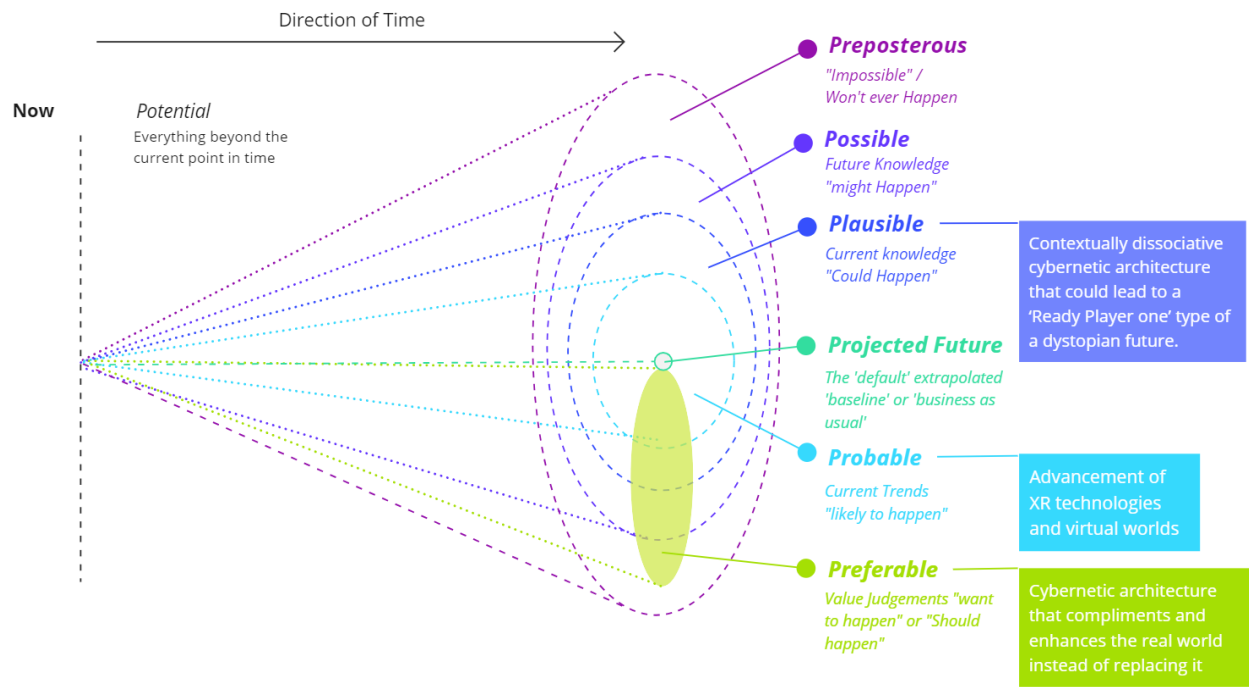 Direction of Time
Now
Potential
Everything beyond the
current point in time
Preposterous
"Impossible" /
Won't ever Happen
Possible
Future Knowledge
"might Happen"
Plausible
Current knowledge
"Could Happen"
Contextually dissociative
cybernetic architecture
that could lead to a
‘Ready Player one’ type of
a dystopian future.
Projected Future
The 'default' extrapolated
'baseline' or 'business as
usual'
Probable
Current Trends
"likely to happen"
Advancement of
XR technologies
and virtual worlds
Preferable
Value Judgements "want
to happen" or "Should
happen"
Cybernetic architecture
that compliments and
enhances the real world
instead of replacing it